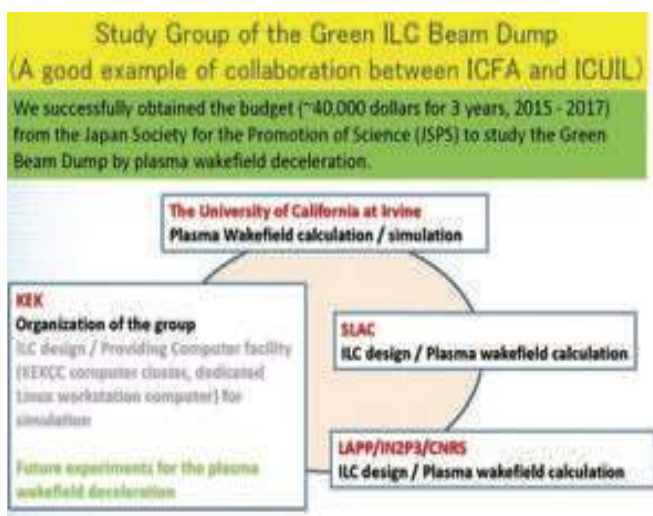 Study Group of the Green ILC Beam Dump
(A good example of collaboration between ICFA and ICUIL)
We successfully obtained the budget (~40,000 dollars for 3 years, 2015 - 2017)
from the Japan Society for the Promotion of Science (JSPS) to study the Green
Beam Dump by plasma wakefield deceleration.
The University of California at Irvine
Plasma Wakefield calculation / simulation
KEK
Organization of the group
ILC design / Providing Computer facility
(KEKCC computer cluster, dedicated
Linux workstation computer) for
simulation
Future experiments for the plasma
wakefield deceleration
SLAC
ILC design / Plasma wakefield calculation
LAPP/IN2P3/CNRS
ILC design / Plasma wakefield calculation